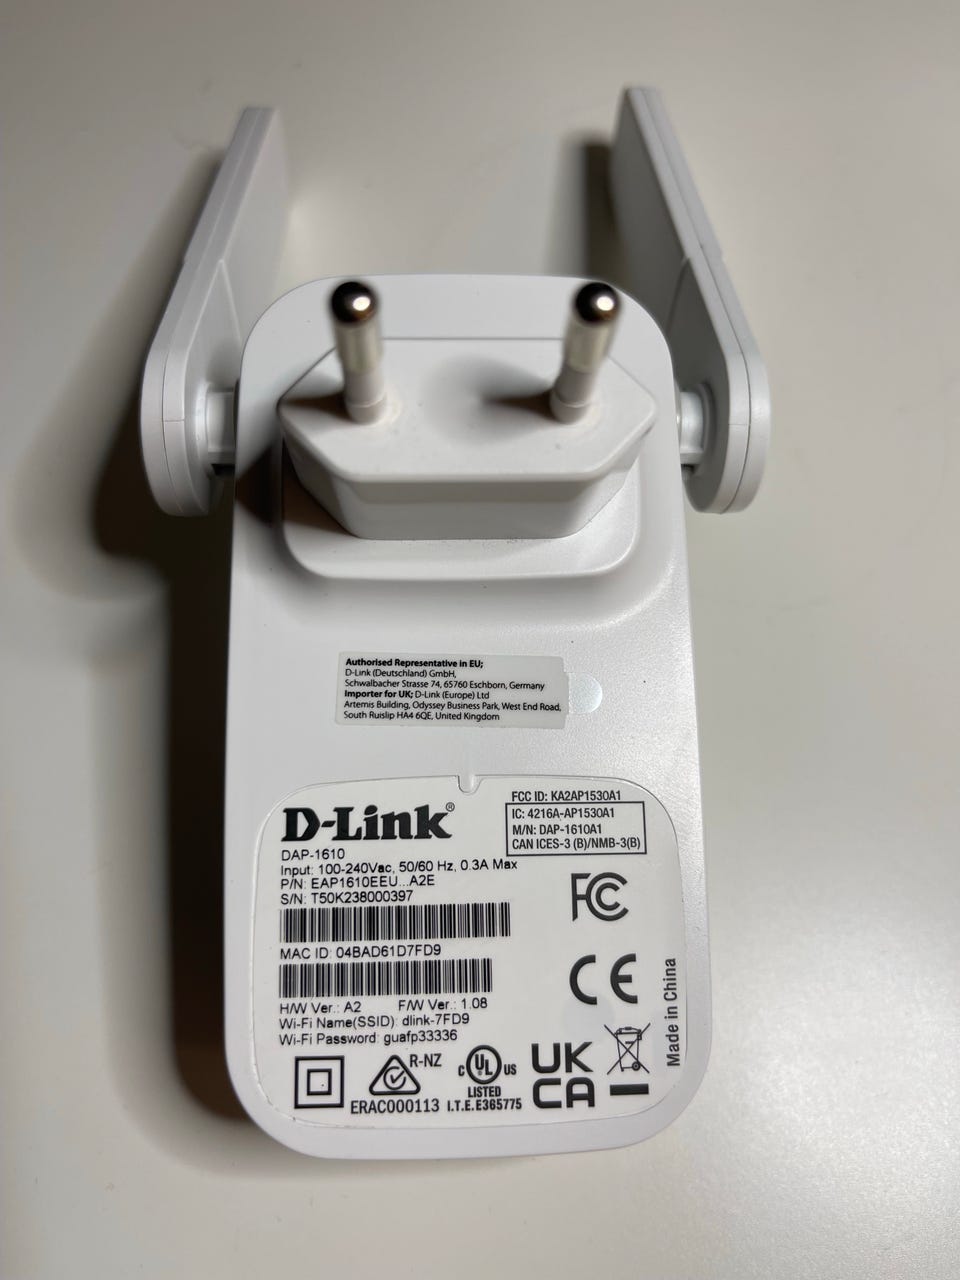 Authorised Representative in EU;
D-Link (Deutschland) GmbH,
Schwalbacher Strasse 74, 65760 Eschborn, Germany
Importer for UK; D-Link (Europe) Ltd
Artemis Building, Odyssey Business Park, West End Road,
South Ruislip HA4 6QE, United Kingdom
D-Link®
DAP-1610
Input: 100-240Vac, 50/60 Hz, 0.3A Max
P/N: EAP1610EEU...A2E
S/N: T50K238000397
MAC ID: 04BAD61D7FD9
H/W Ver.: A2 F/W Ver.: 1.08
Wi-Fi Name(SSID): dlink-7FD9
Wi-Fi Password: guafp33336
FCC ID: KA2AP1530A1
IC: 4216A-AP1530A1
M/N: DAP-1610A1
CAN ICES-3 (B)/NMB-3(B)
FC
CE
Made in China
R-NZ
ERAC000113
c UL us
LISTED
I.T.E.E365775
UK
CA